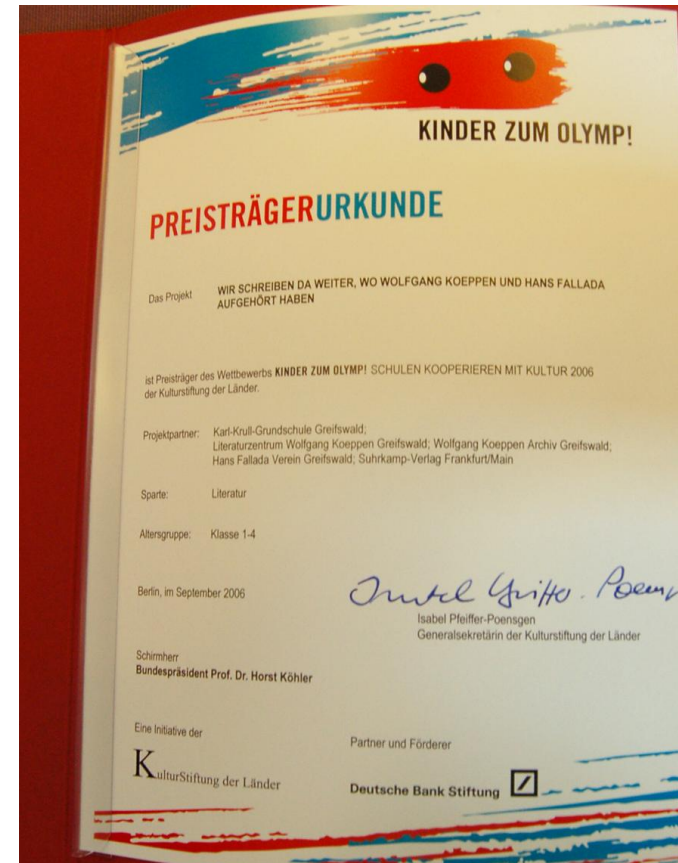 KINDER ZUM OLYMP!
PREISTRÄGERURKUNDE
Das Projekt WIR SCHREIBEN DA WEITER, WO WOLFGANG KOEPPEN UND HANS FALLADA
AUFGEHÖRT HABEN
ist Preisträger des Wettbewerbs KINDER ZUM OLYMP! SCHULEN KOOPERIEREN MIT KULTUR 2006
der Kulturstiftung der Länder.
Projektpartner: Karl-Krull-Grundschule Greifswald;
Literaturzentrum Wolfgang Koeppen Greifswald; Wolfgang Koeppen Archiv Greifswald;
Hans Fallada Verein Greifswald; Suhrkamp-Verlag Frankfurt/Main
Sparte: Literatur
Altersgruppe: Klasse 1-4
Berlin, im September 2006
Isabel Pfeiffer-Poensgen
Generalsekretärin der Kulturstiftung der Länder
Schirmherr
Bundespräsident Prof. Dr. Horst Köhler
Eine Initiative der
KulturStiftung der Länder
Partner und Förderer
Deutsche Bank Stiftung